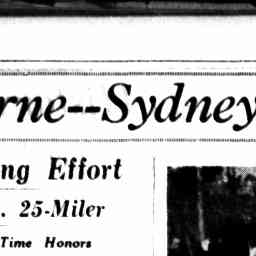 rne--Sydney
ng Effort
. 25-Miler
Time Honors